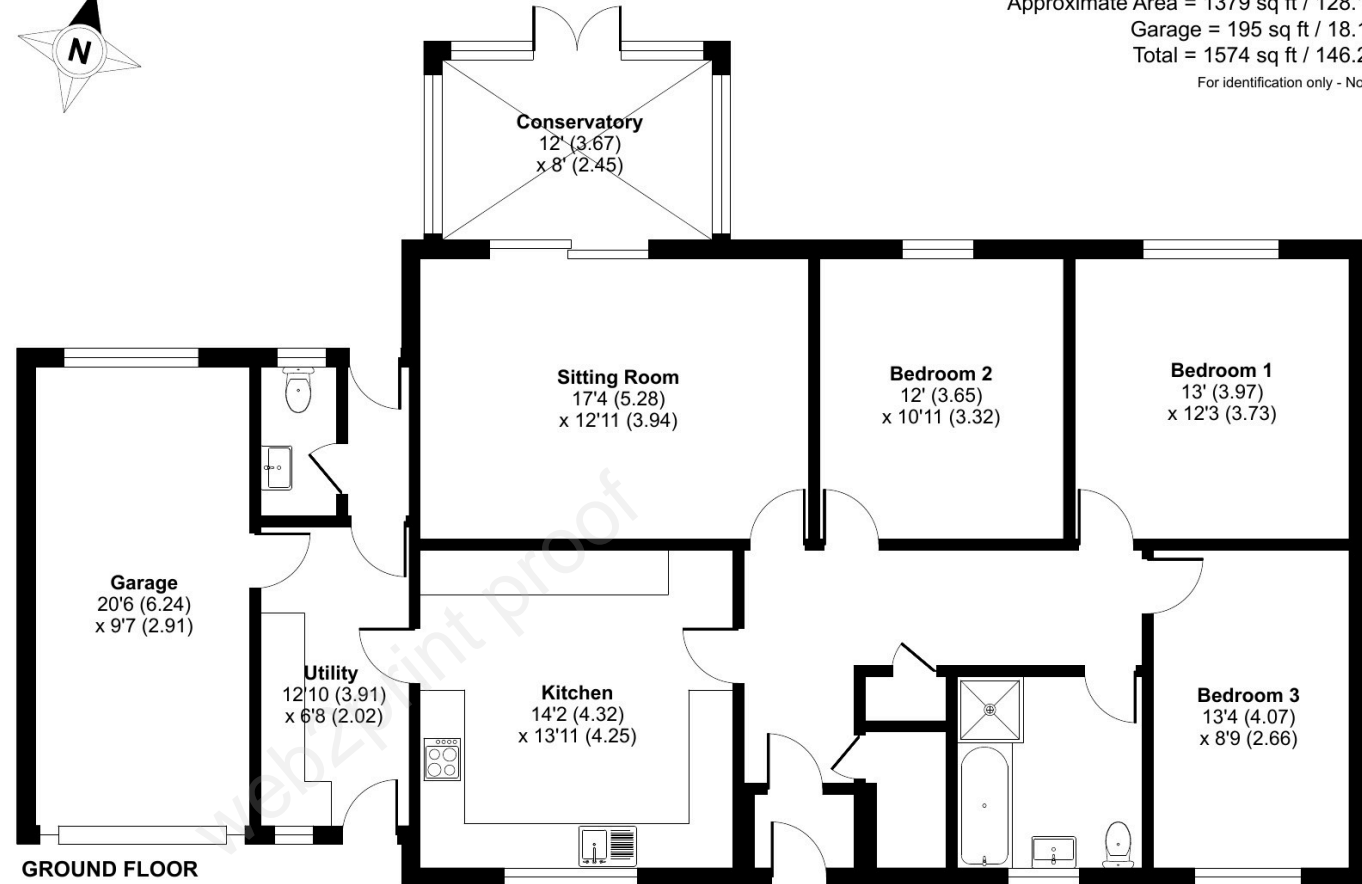 N
Approximate Area = 1379 sq ft / 128.
Garage = 195 sq ft / 18.1
Total = 1574 sq ft / 146.2
For identification only - No
Conservatory
12' (3.67)
x 8' (2.45)
Sitting Room
17'4 (5.28)
x 12'11 (3.94)
Bedroom 2
12' (3.65)
x 10'11 (3.32)
Bedroom 1
13' (3.97)
x 12'3 (3.73)
Garage
20'6 (6.24)
x 9'7 (2.91)
Utility
12'10 (3.91)
x 6'8 (2.02)
Kitchen
14'2 (4.32)
x 13'11 (4.25)
Bedroom 3
13'4 (4.07)
x 8'9 (2.66)
web2print proof
GROUND FLOOR